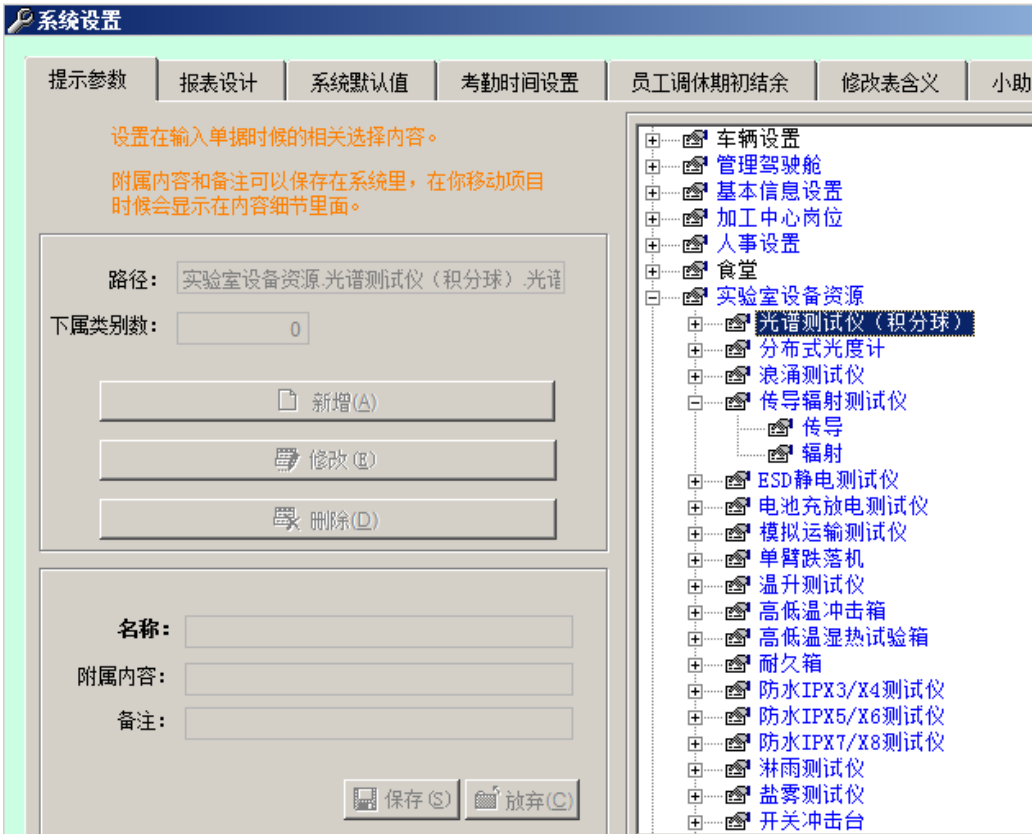 系统设置
提示参数 报表设计 系统默认值 考勤时间设置 员工调休期初结余 修改表含义 小助
设置在输入单据时候的相关选择内容。
附属内容和备注可以保存在系统里，在你移动项目
时候会显示在内容细节里面。
路径： 实验室设备资源.光谱测试仪（积分球）.光谱
下属类别数： 0
新增(A)
修改(E)
删除(D)
名称：
附属内容：
备注：
保存(S) 放弃(C)
车辆设置
管理驾驶舱
基本信息设置
加工中心岗位
人事设置
食堂
实验室设备资源
光谱测试仪（积分球）
分布式光度计
浪涌测试仪
传导辐射测试仪
传导
辐射
ESD静电测试仪
电池充放电测试仪
模拟运输测试仪
单臂跌落机
温升测试仪
高低温冲击箱
高低温湿热试验箱
耐久箱
防水IPX3/X4测试仪
防水IPX5/X6测试仪
防水IPX7/X8测试仪
淋雨测试仪
盐雾测试仪
开关冲击台